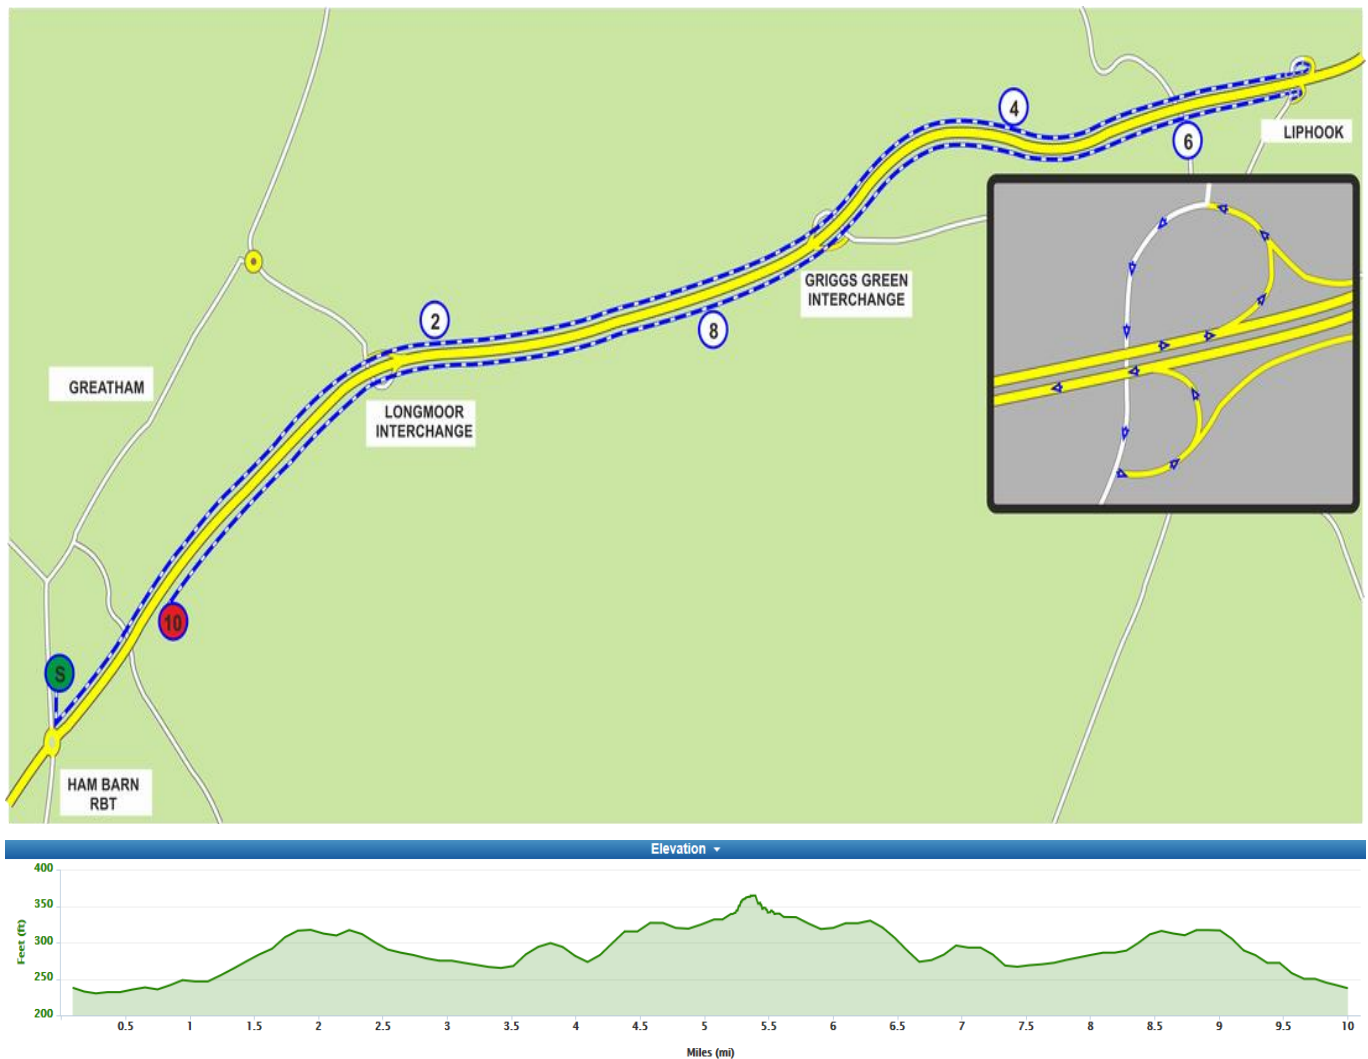 4
6
LIPHOOK
GRIGGS GREEN
INTERCHANGE
2
8
GREATHAM
LONGMOOR
INTERCHANGE
10
S
HAM BARN
RBT
Elevation
400
350
300
250
200
Feet (ft)
0.5 1 1.5 2 2.5 3 3.5 4 4.5 5 5.5 6 6.5 7 7.5 8 8.5 9 9.5 10
Miles (mi)